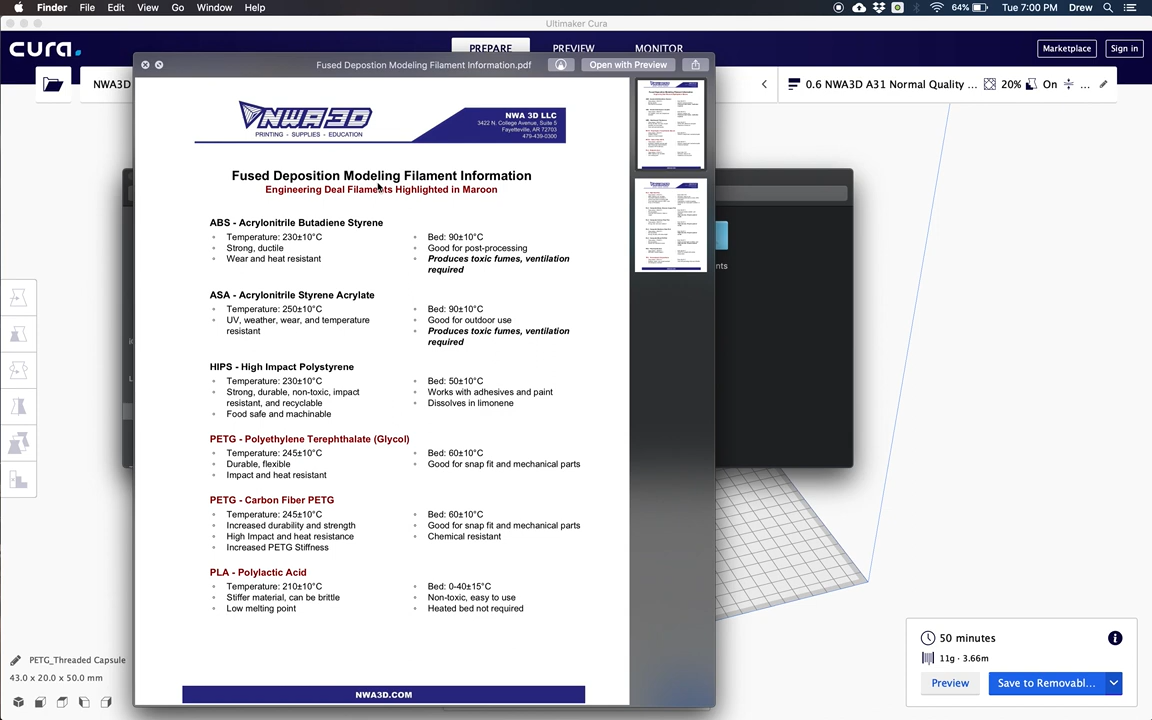 Finder File Edit View Go Window Help
64% Tue 7:00 PM Drew
Ultimaker Cura
cura.
PREPARE PREVIEW MONITOR
Marketplace Sign in
Fused Depostion Modeling Filament Information.pdf
Open with Preview
NWA3D
0.6 NWA3D A31 Normal Quality ... 20% On ...
NWA3D
PRINTING - SUPPLIES - EDUCATION
NWA 3D LLC
3422 N. College Avenue, Suite 5
Fayetteville, AR 72703
479-439-0300
Fused Deposition Modeling Filament Information
Engineering Deal Filaments Highlighted in Maroon
ABS - Acrylonitrile Butadiene Styrene
Temperature: 230±10°C
Strong, ductile
Wear and heat resistant
Bed: 90±10°C
Good for post-processing
Produces toxic fumes, ventilation
required
ASA - Acrylonitrile Styrene Acrylate
Temperature: 250±10°C
UV, weather, wear, and temperature
resistant
Bed: 90±10°C
Good for outdoor use
Produces toxic fumes, ventilation
required
HIPS - High Impact Polystyrene
Temperature: 230±10°C
Strong, durable, non-toxic, impact
resistant, and recyclable
Food safe and machinable
Bed: 50±10°C
Works with adhesives and paint
Dissolves in limonene
PETG - Polyethylene Terephthalate (Glycol)
Temperature: 245±10°C
Durable, flexible
Impact and heat resistant
Bed: 60±10°C
Good for snap fit and mechanical parts
PETG - Carbon Fiber PETG
Temperature: 245±10°C
Increased durability and strength
High Impact and heat resistance
Increased PETG Stiffness
Bed: 60±10°C
Good for snap fit and mechanical parts
Chemical resistant
PLA - Polylactic Acid
Temperature: 210±10°C
Stiffer material, can be brittle
Low melting point
Bed: 0-40±15°C
Non-toxic, easy to use
Heated bed not required
NWA3D.COM
nts
PETG_Threaded Capsule
43.0 x 20.0 x 50.0 mm
50 minutes
11g · 3.66m
Preview
Save to Removabl...